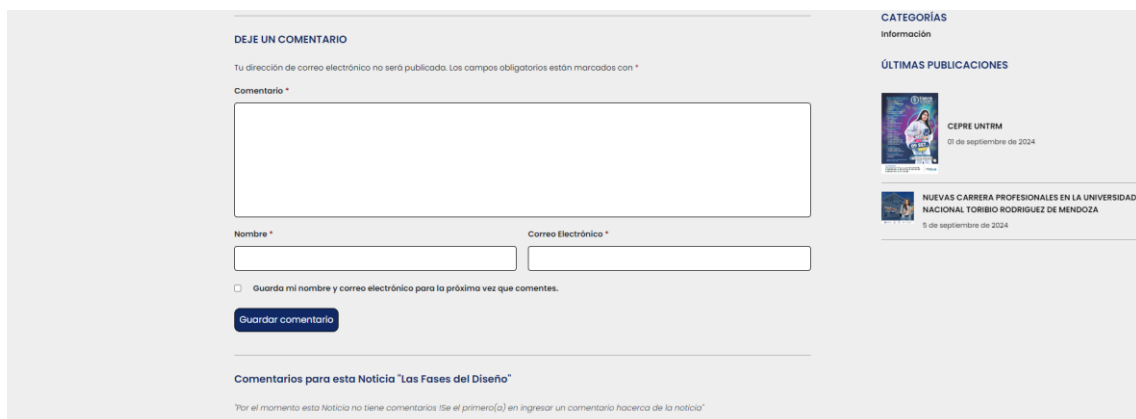 DEJE UN COMENTARIO
Tu dirección de correo electrónico no será publicada. Los campos obligatorios están marcados con *
Comentario *
Nombre *
Correo Electrónico *
Guarda mi nombre y correo electrónico para la próxima vez que comentes.
Guardar comentario
Comentarios para esta Noticia "Las Fases del Diseño"
"Por el momento esta Noticia no tiene comentarios !Se el primero(a) en ingresar un comentario hacerca de la noticia"
CATEGORÍAS
Información
ÚLTIMAS PUBLICACIONES
CEPRE UNTRM
01 de septiembre de 2024
NUEVAS CARRERA PROFESIONALES EN LA UNIVERSIDAD
NACIONAL TORIBIO RODRIGUEZ DE MENDOZA
5 de septiembre de 2024